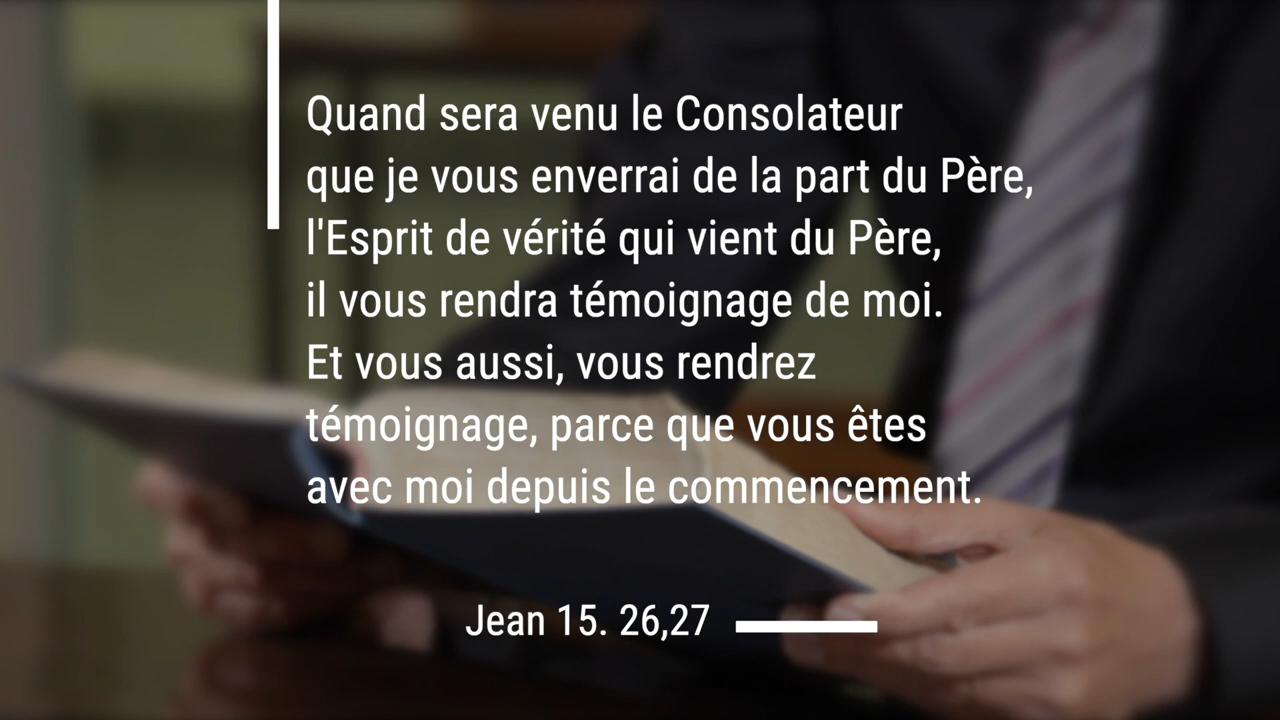 Quand sera venu le Consolateur
que je vous enverrai de la part du Père,
l'Esprit de vérité qui vient du Père,
il vous rendra témoignage de moi.
Et vous aussi, vous rendrez
témoignage, parce que vous êtes
avec moi depuis le commencement.
Jean 15. 26,27